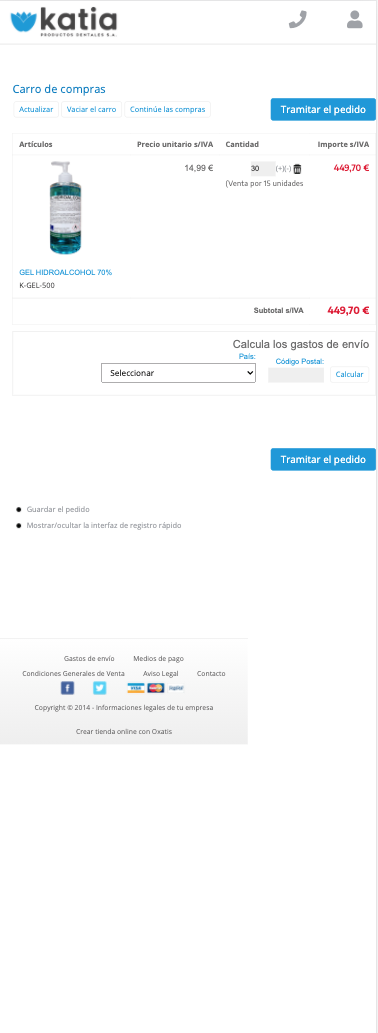 katia
PRODUCTOS DENTALES S.A.
Carro de compras
Actualizar Vaciar el carro Continúe las compras
Tramitar el pedido
Artículos Precio unitario s/IVA Cantidad Importe s/IVA
14,99 € 30 (+)(-) 449,70 €
(Venta por 15 unidades
GEL HIDROALCOHOL 70%
K-GEL-500
Subtotal s/IVA 449,70 €
Calcula los gastos de envío
País: Código Postal:
Seleccionar Calcular
Tramitar el pedido
Guardar el pedido
Mostrar/ocultar la interfaz de registro rápido
Gastos de envío Medios de pago
Condiciones Generales de Venta Aviso Legal Contacto
VISA
Copyright © 2014 - Informaciones legales de tu empresa
Crear tienda online con Oxatis